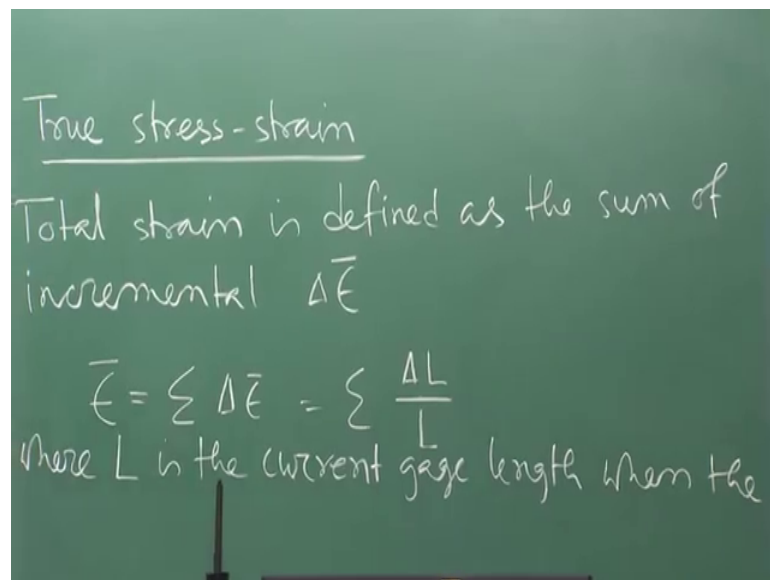 True stress-strain
Total strain is defined as the sum of
incremental Δε̄
ε̄ = Σ Δε̄ = Σ ΔL/L
where L is the current gage length when the